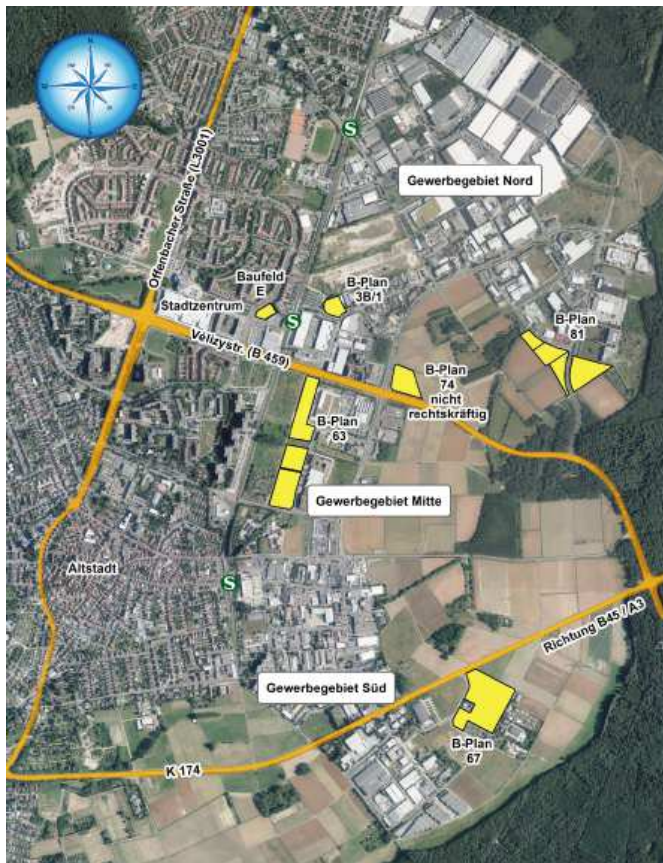 N
S
Gewerbegebiet Nord
Offenbacher Straße (L3001)
Baufeld
E
B-Plan
3B/1
Stadtzentrum
S
B-Plan
81
Velizystr. (B 459)
B-Plan
74
nicht
rechtskräftig
B-Plan
63
Gewerbegebiet Mitte
Altstadt
S
Richtung B45 / A3
Gewerbegebiet Süd
B-Plan
67
K 174